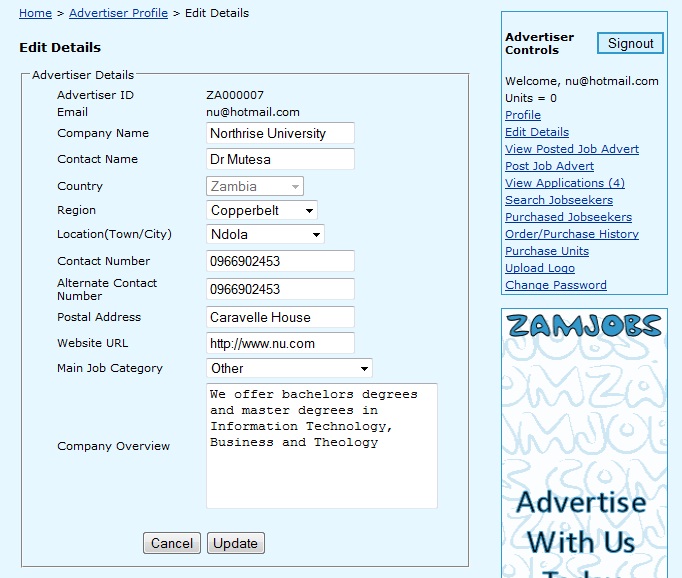 Home > Advertiser Profile > Edit Details
Edit Details
Advertiser Details
Advertiser ID ZA000007
Email nu@hotmail.com
Company Name Northrise University
Contact Name Dr Mutesa
Country Zambia
Region Copperbelt
Location(Town/City) Ndola
Contact Number 0966902453
Alternate Contact
Number 0966902453
Postal Address Caravelle House
Website URL http://www.nu.com
Main Job Category Other
Company Overview
We offer bachelors degrees
and master degrees in
Information Technology,
Business and Theology
Cancel Update
Advertiser
Controls
Signout
Welcome, nu@hotmail.com
Units = 0
Profile
Edit Details
View Posted Job Advert
Post Job Advert
View Applications (4)
Search Jobseekers
Purchased Jobseekers
Order/Purchase History
Purchase Units
Upload Logo
Change Password
ZAMJOBS
Advertise
With Us